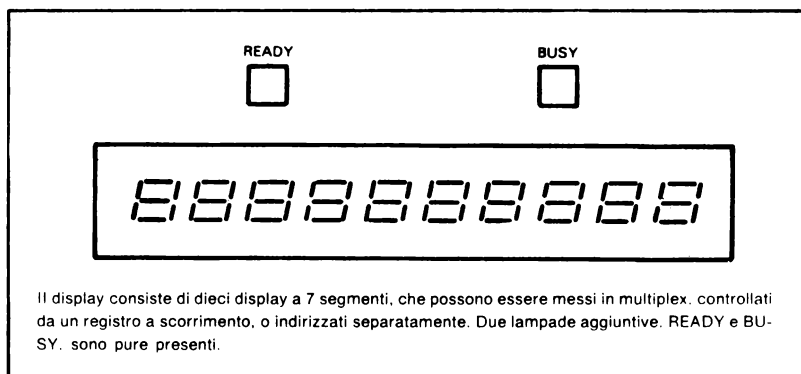 READY BUSY
Il display consiste di dieci display a 7 segmenti, che possono essere messi in multiplex. controllati
da un registro a scorrimento, o indirizzati separatamente. Due lampade aggiuntive. READY e BU-
SY. sono pure presenti.